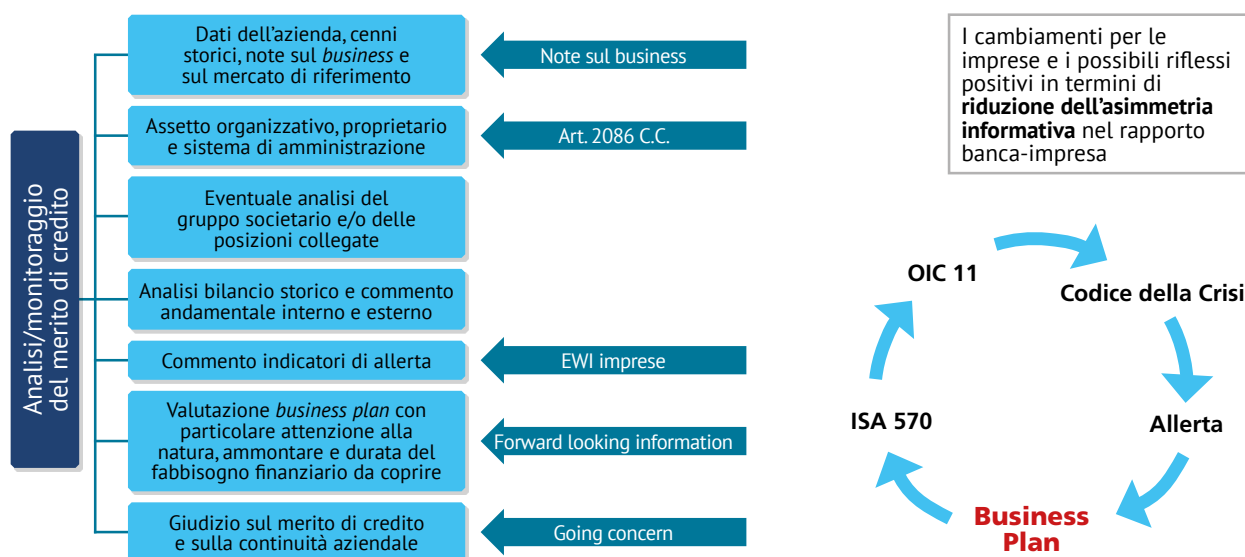 Analisi/monitoraggio
del merito di credito
Dati dell'azienda, cenni
storici, note sul business e
sul mercato di riferimento
Note sul business
Assetto organizzativo, proprietario
e sistema di amministrazione
Art. 2086 C.C.
Eventuale analisi del
gruppo societario e/o delle
posizioni collegate
Analisi bilancio storico e commento
andamentale interno e esterno
Commento indicatori di allerta
EWI imprese
Valutazione business plan con
particolare attenzione alla
natura, ammontare e durata del
fabbisogno finanziario da coprire
Forward looking information
Giudizio sul merito di credito
e sulla continuità aziendale
Going concern
I cambiamenti per le
imprese e i possibili riflessi
positivi in termini di
riduzione dell'asimmetria
informativa nel rapporto
banca-impresa
OIC 11
Codice della Crisi
Allerta
Business
Plan
ISA 570